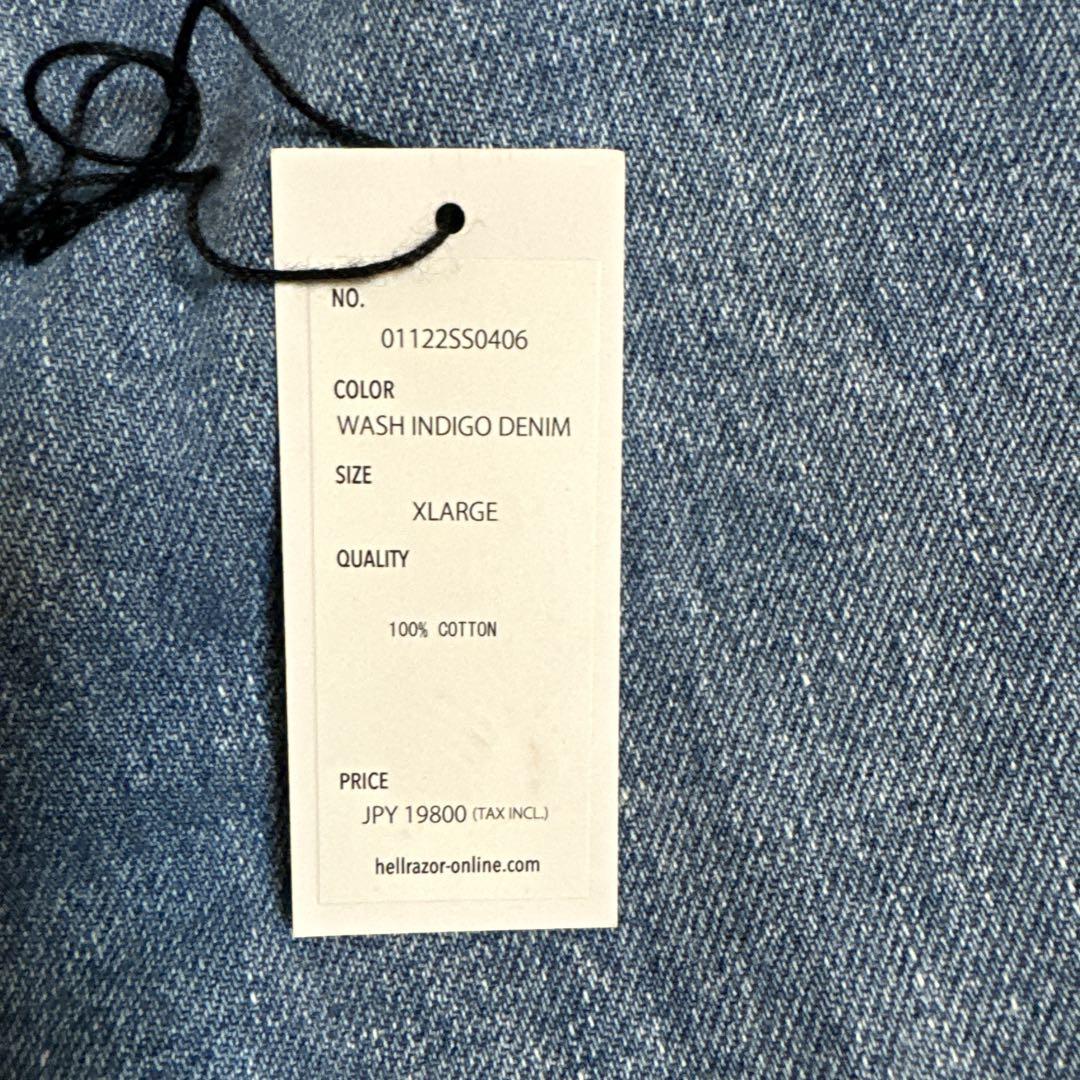 NO.
01122SS0406
COLOR
WASH INDIGO DENIM
SIZE
XLARGE
QUALITY
100% COTTON
PRICE
JPY 19800 (TAX INCL.)
hellrazor-online.com